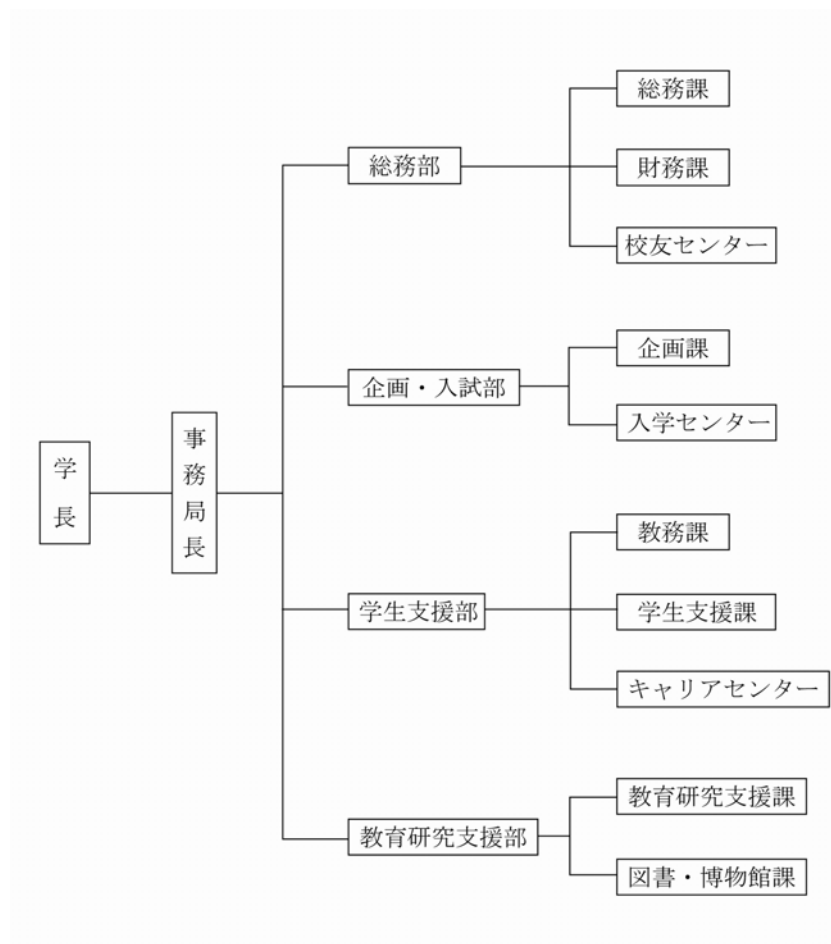 学長
事務局長
総務部
総務課
財務課
校友センター
企画・入試部
企画課
入学センター
学生支援部
教務課
学生支援課
キャリアセンター
教育研究支援部
教育研究支援課
図書・博物館課